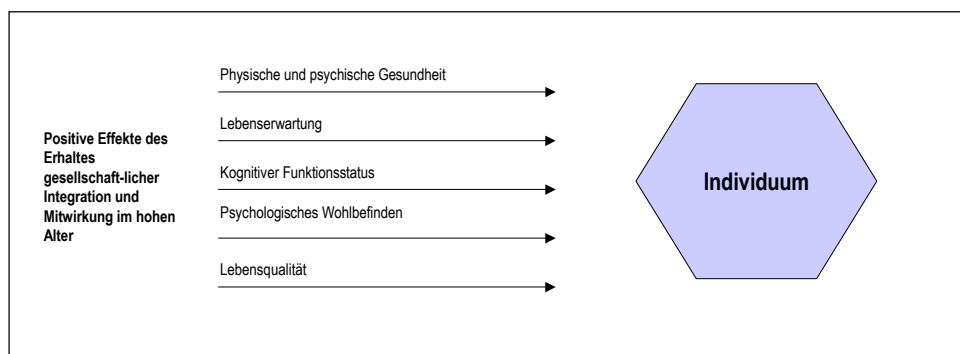 Physische und psychische Gesundheit
Lebenserwartung
Positive Effekte des
Erhaltes
gesellschaft-licher
Integration und
Mitwirkung im hohen
Alter
Kognitiver Funktionsstatus
Psychologisches Wohlbefinden
Lebensqualität
Individuum